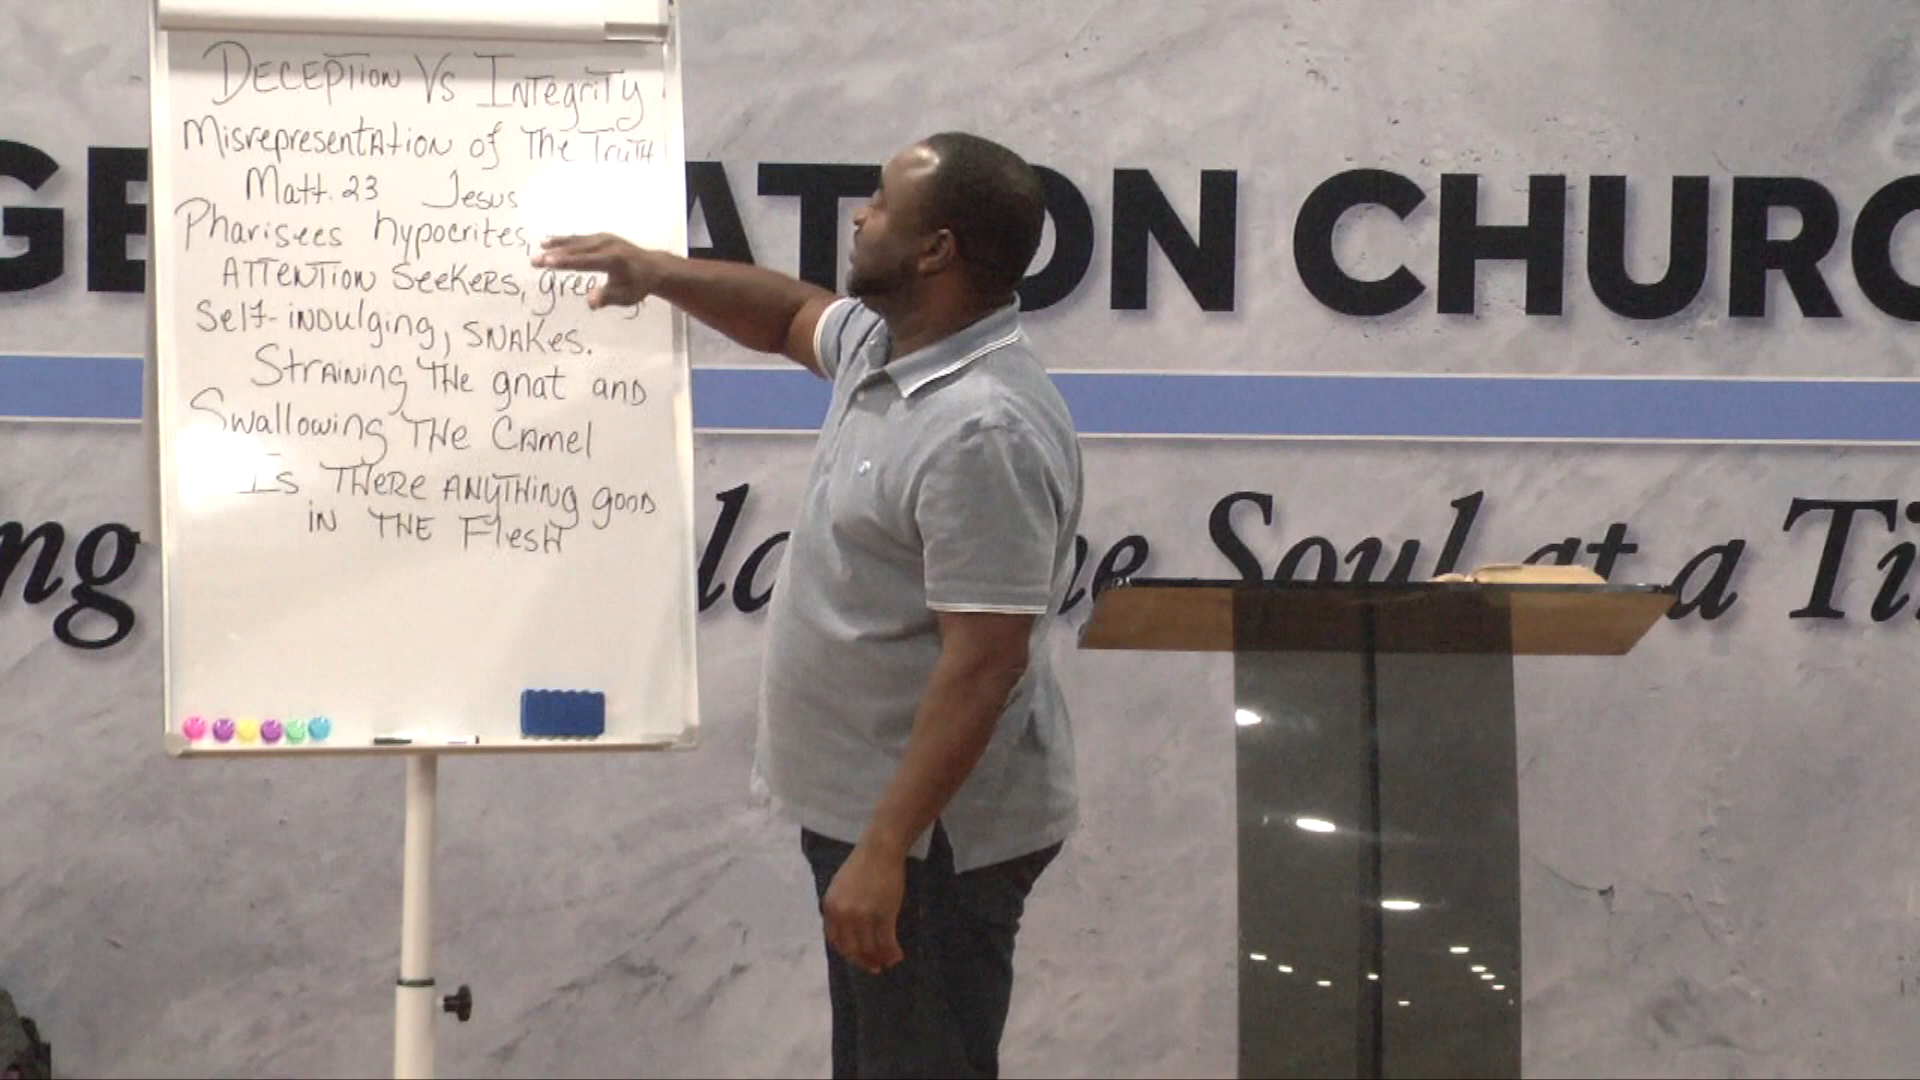 Deception Vs Integrity
Misrepresentation of The Truth
Matt. 23 Jesus
Pharisees hypocrites,
Attention Seekers,
Self-indulging, snakes.
Straining the gnat and
Swallowing the Camel
Is there anything good
in the Flesh
CHURC
Soul at a Ti